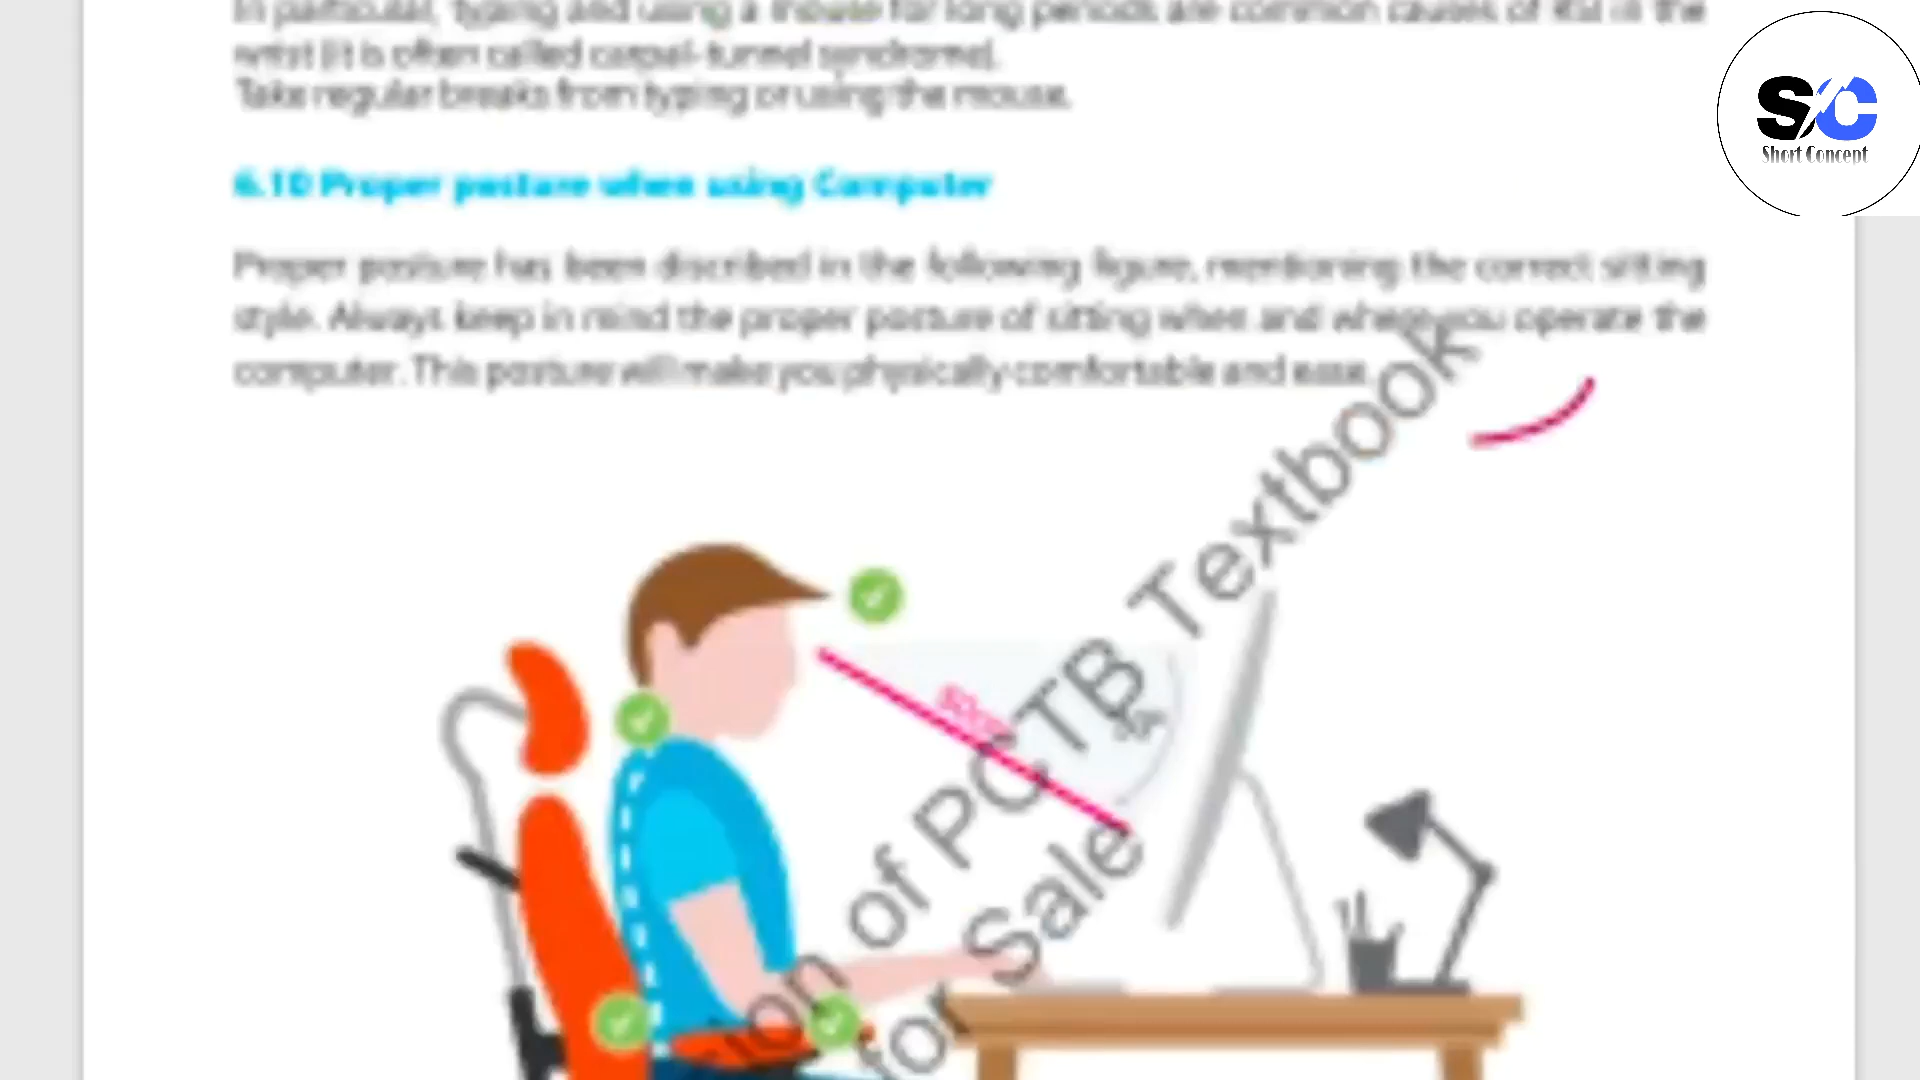 In particular, typing and using a mouse for long periods are common causes of RSI in the
wrist (it is often called carpal-tunnel syndrome).
Take regular breaks from typing or using the mouse.
6.10 Proper posture when using Computer
Proper posture has been discribed in the following figure, mentioning the correct sitting
style. Always keep in mind the proper posture of sitting when and where you operate the
computer. This posture will make you physically comfortable and ease.
SC
Short Concept
tion of PCTB Textbook
for Sale